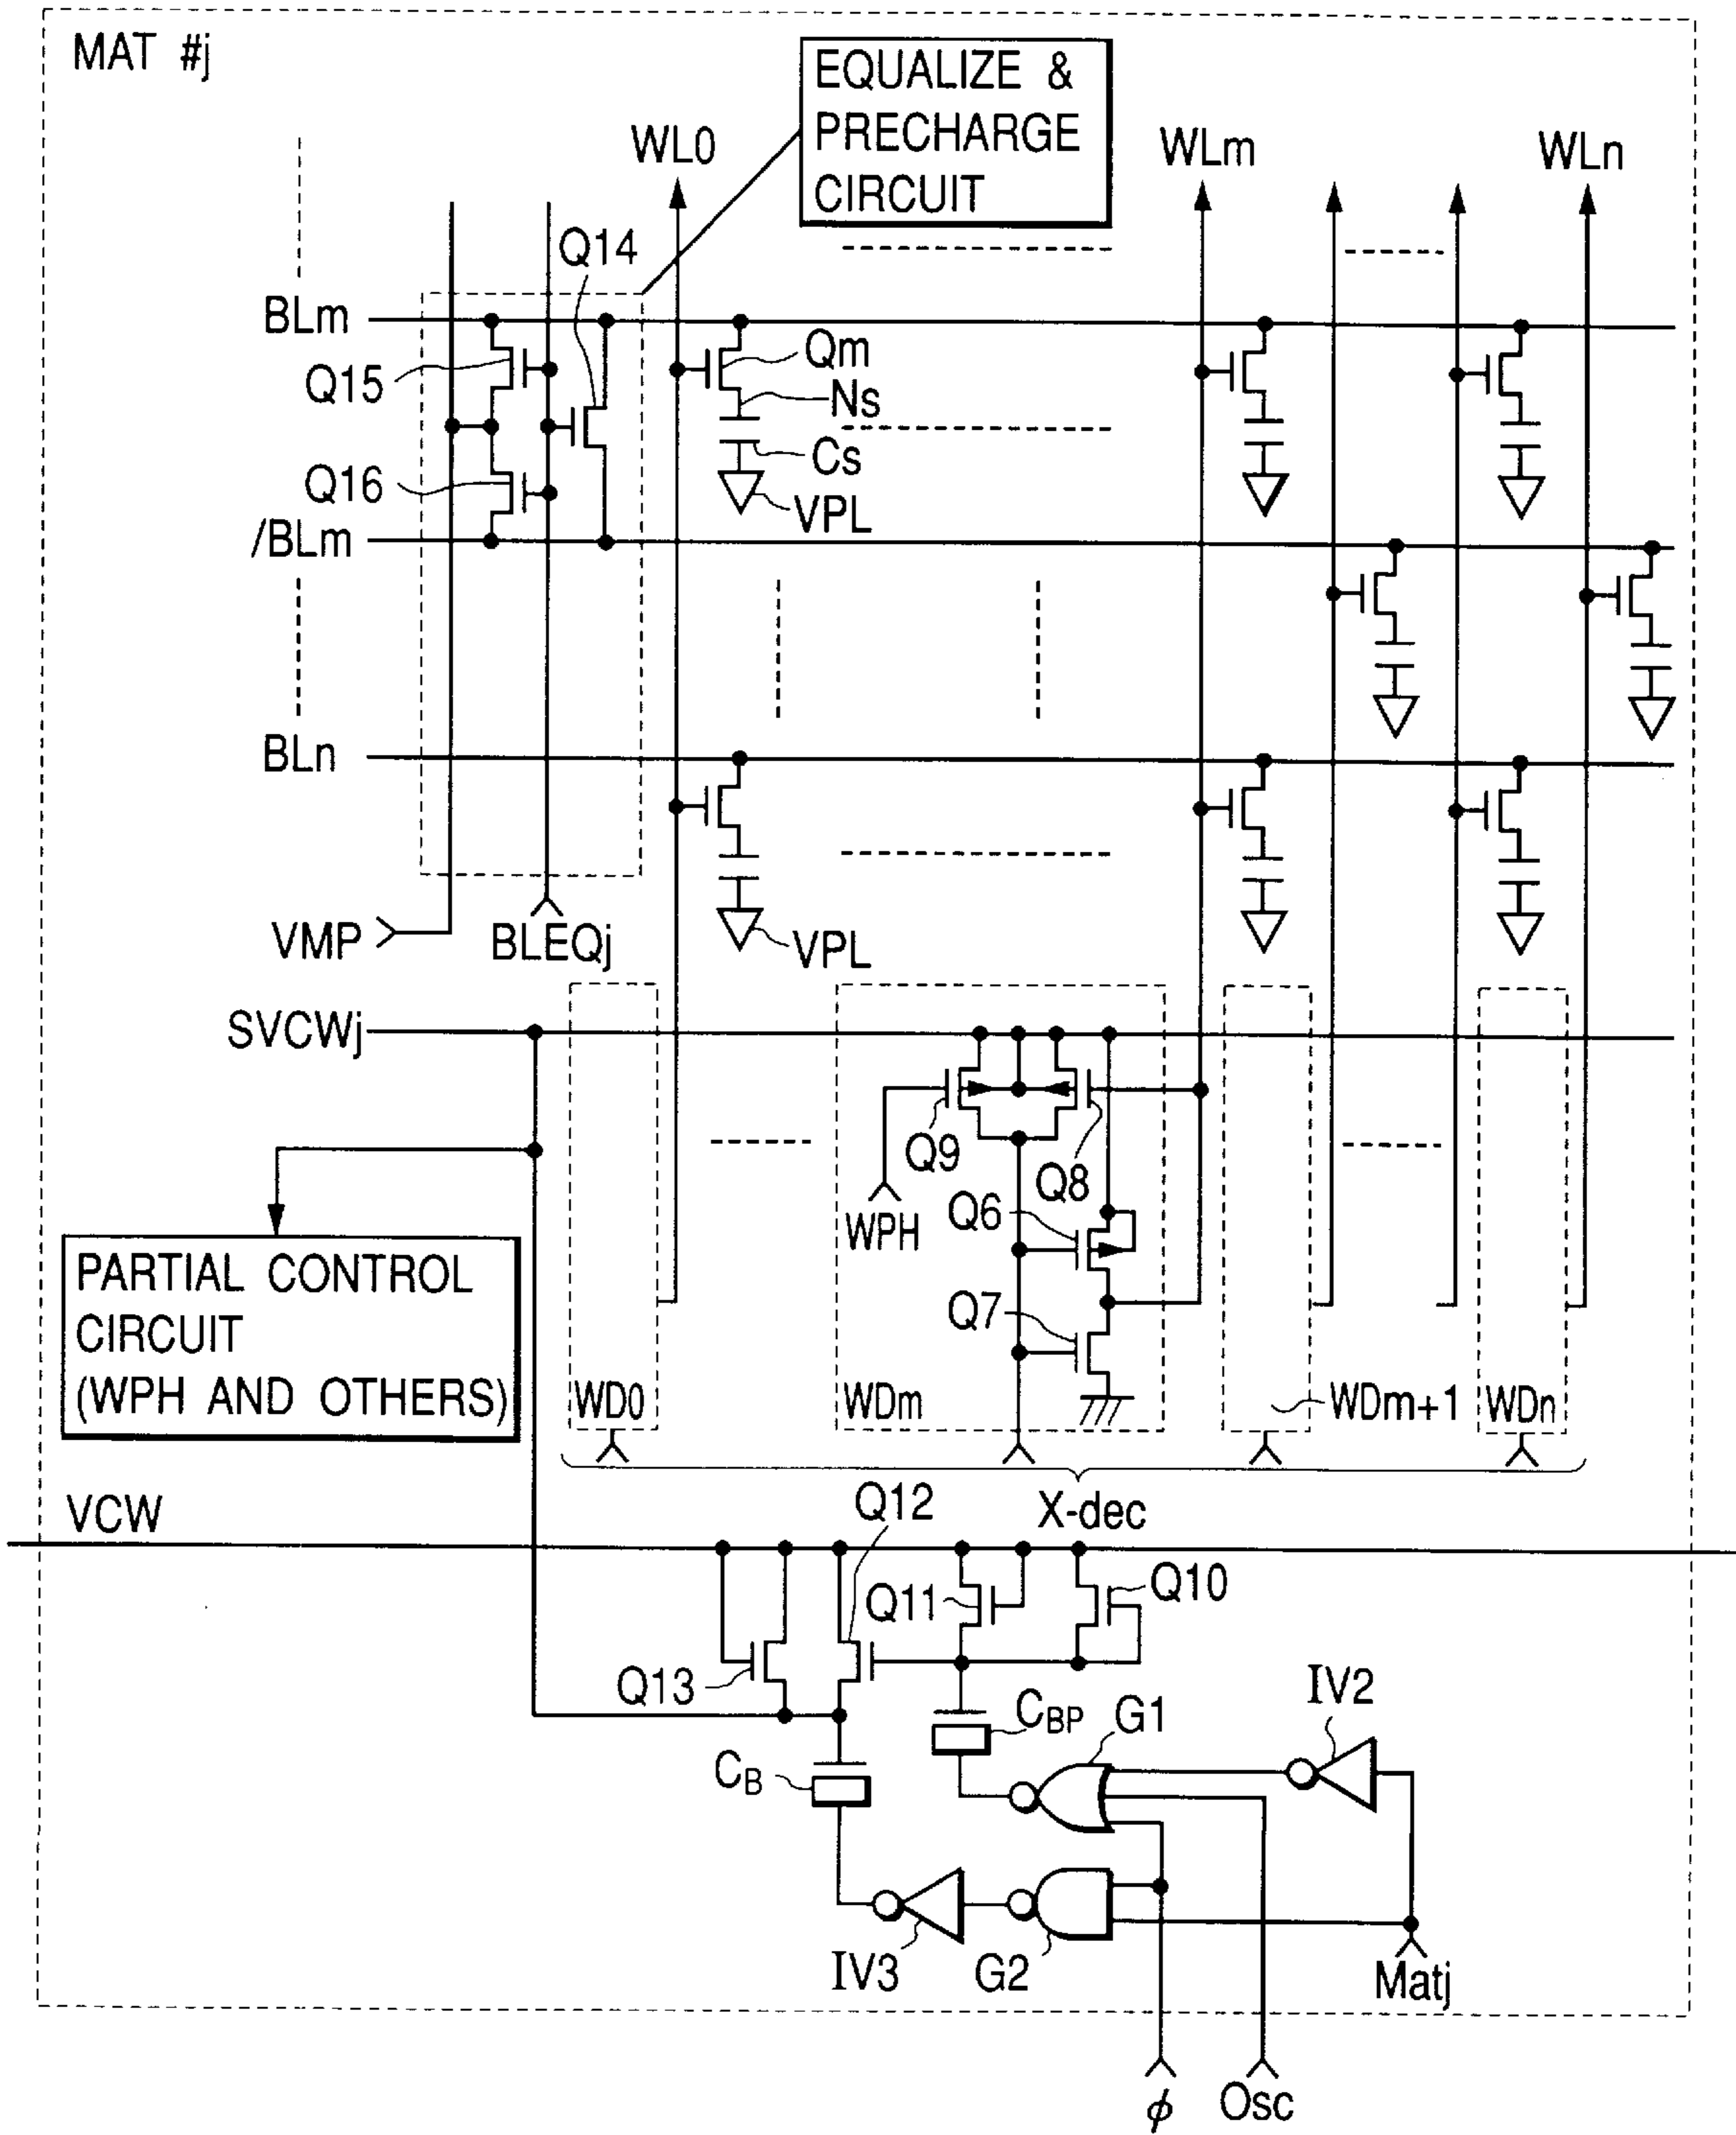 MAT #j
EQUALIZE &
PRECHARGE
CIRCUIT
WL0
WLm
WLn
Q14
BLm
Q15
Qm
Ns
Cs
Q16
VPL
/BLm
BLn
VMP
BLEQj
VPL
SVCWj
Q9
Q8
WPH
Q6
Q7
PARTIAL CONTROL
CIRCUIT
(WPH AND OTHERS)
WD0
WDm
WDm+1
WDn
X-dec
VCW
Q12
Q11
Q10
Q13
CBP
G1
IV2
CB
IV3
G2
Matj
ϕ
Osc